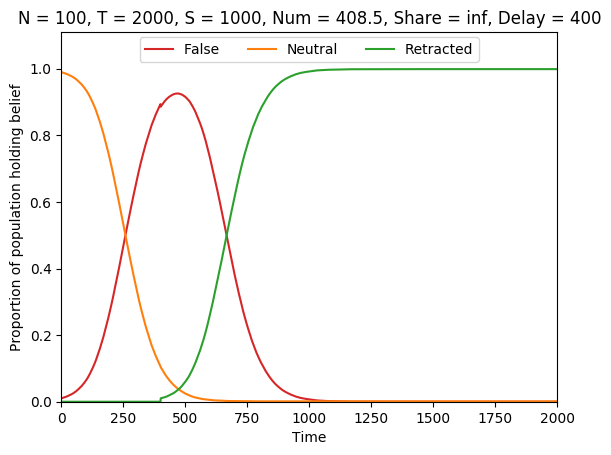 N = 100, T = 2000, S = 1000, Num = 408.5, Share = inf, Delay = 400
False Neutral Retracted
1.0
0.8
0.6
0.4
0.2
0.0
Proportion of population holding belief
0 250 500 750 1000 1250 1500 1750 2000
Time